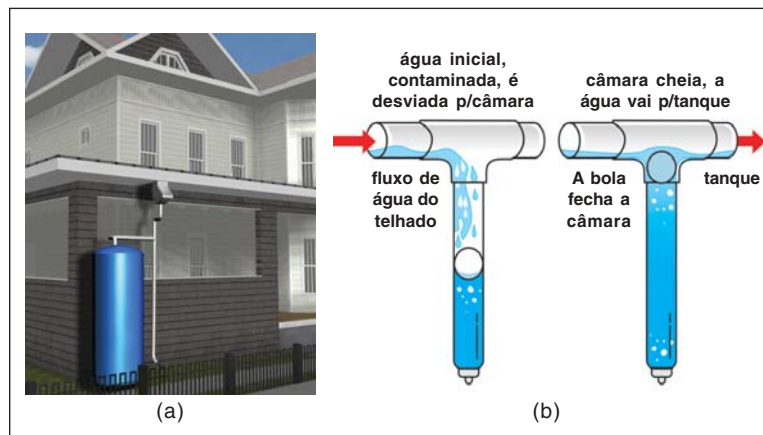 água inicial,
contaminada, é
desviada p/câmara
câmara cheia, a
água vai p/tanque
fluxo de
água do
telhado
A bola
fecha a
câmara
tanque
(a)
(b)